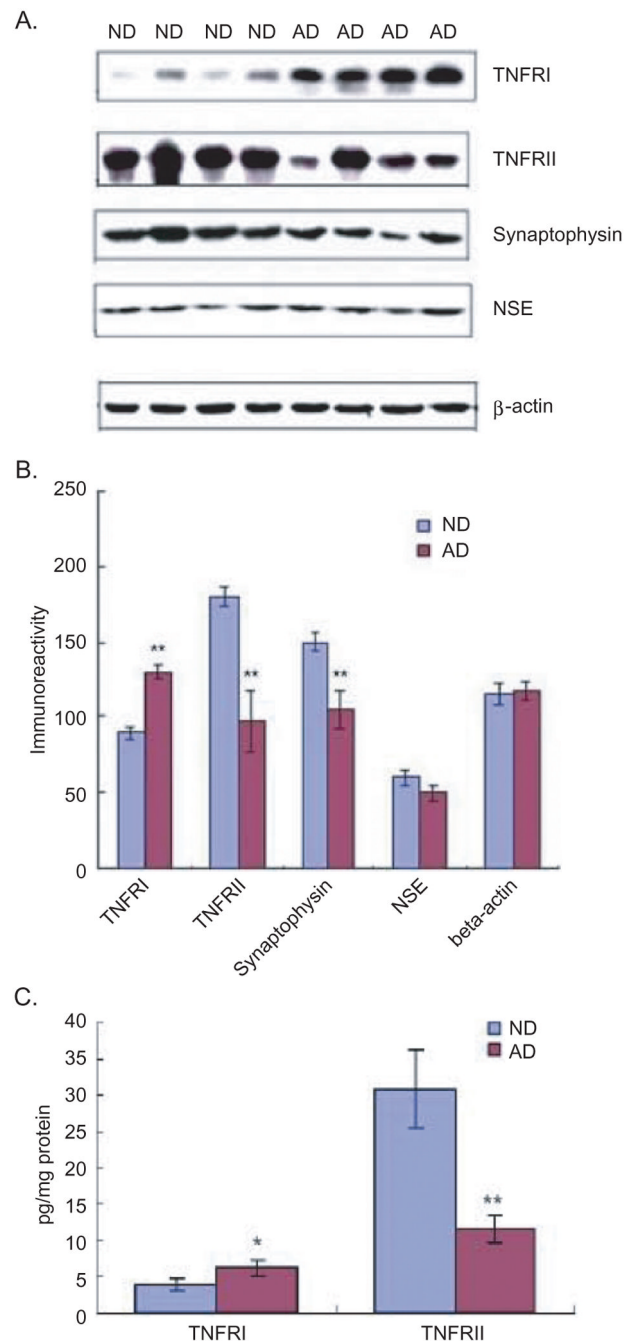 A.
ND ND ND ND AD AD AD AD
TNFRI
TNFRII
Synaptophysin
NSE
β-actin
B.
250
200
150
100
50
0
Immunoreactivity
ND
AD
**
**
**
TNFRI
TNFRII
Synaptophysin
NSE
beta-actin
C.
40
35
30
25
20
15
10
5
0
pg/mg protein
ND
AD
*
**
TNFRI
TNFRII